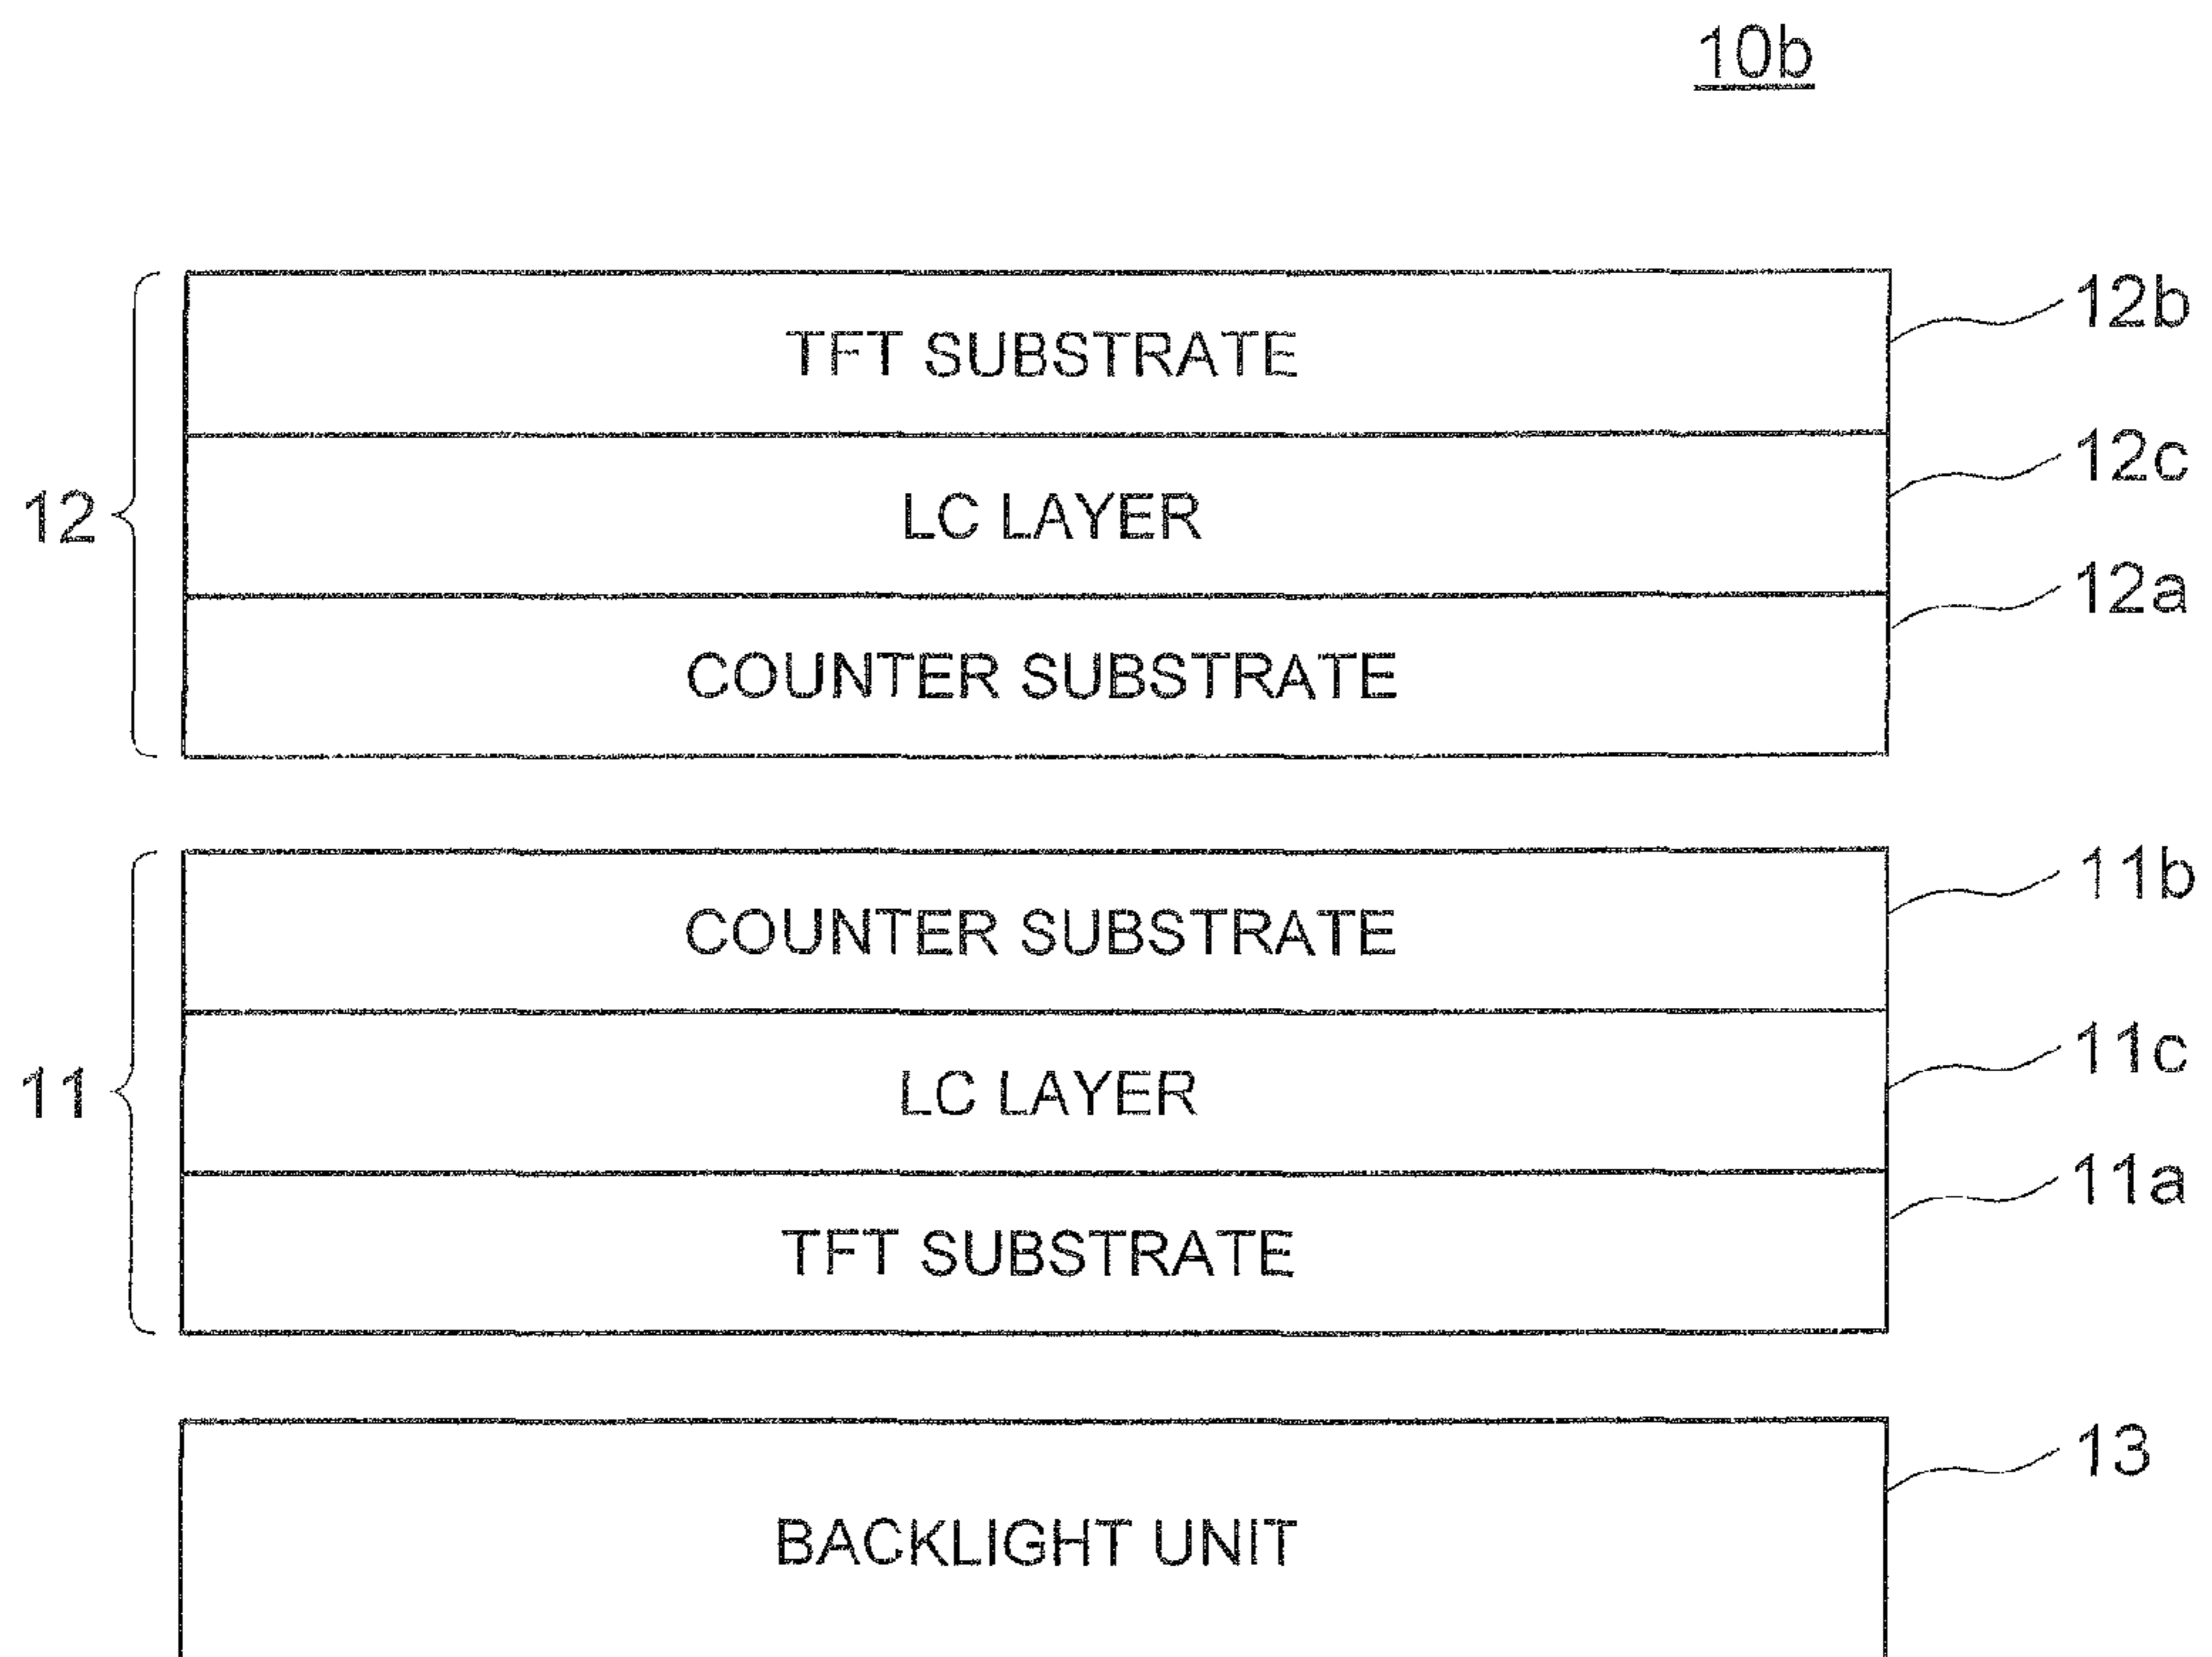 10b
TFT SUBSTRATE
12b
LC LAYER
12c
12
COUNTER SUBSTRATE
12a
COUNTER SUBSTRATE
11b
LC LAYER
11c
11
TFT SUBSTRATE
11a
BACKLIGHT UNIT
13